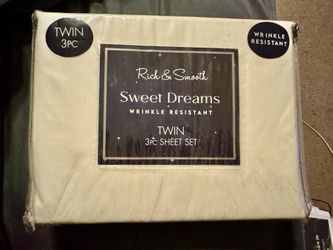 TWIN
3PC
WRINKLE
RESISTANT
Rich & Smooth
Sweet Dreams
WRINKLE RESISTANT
TWIN
3PC SHEET SET